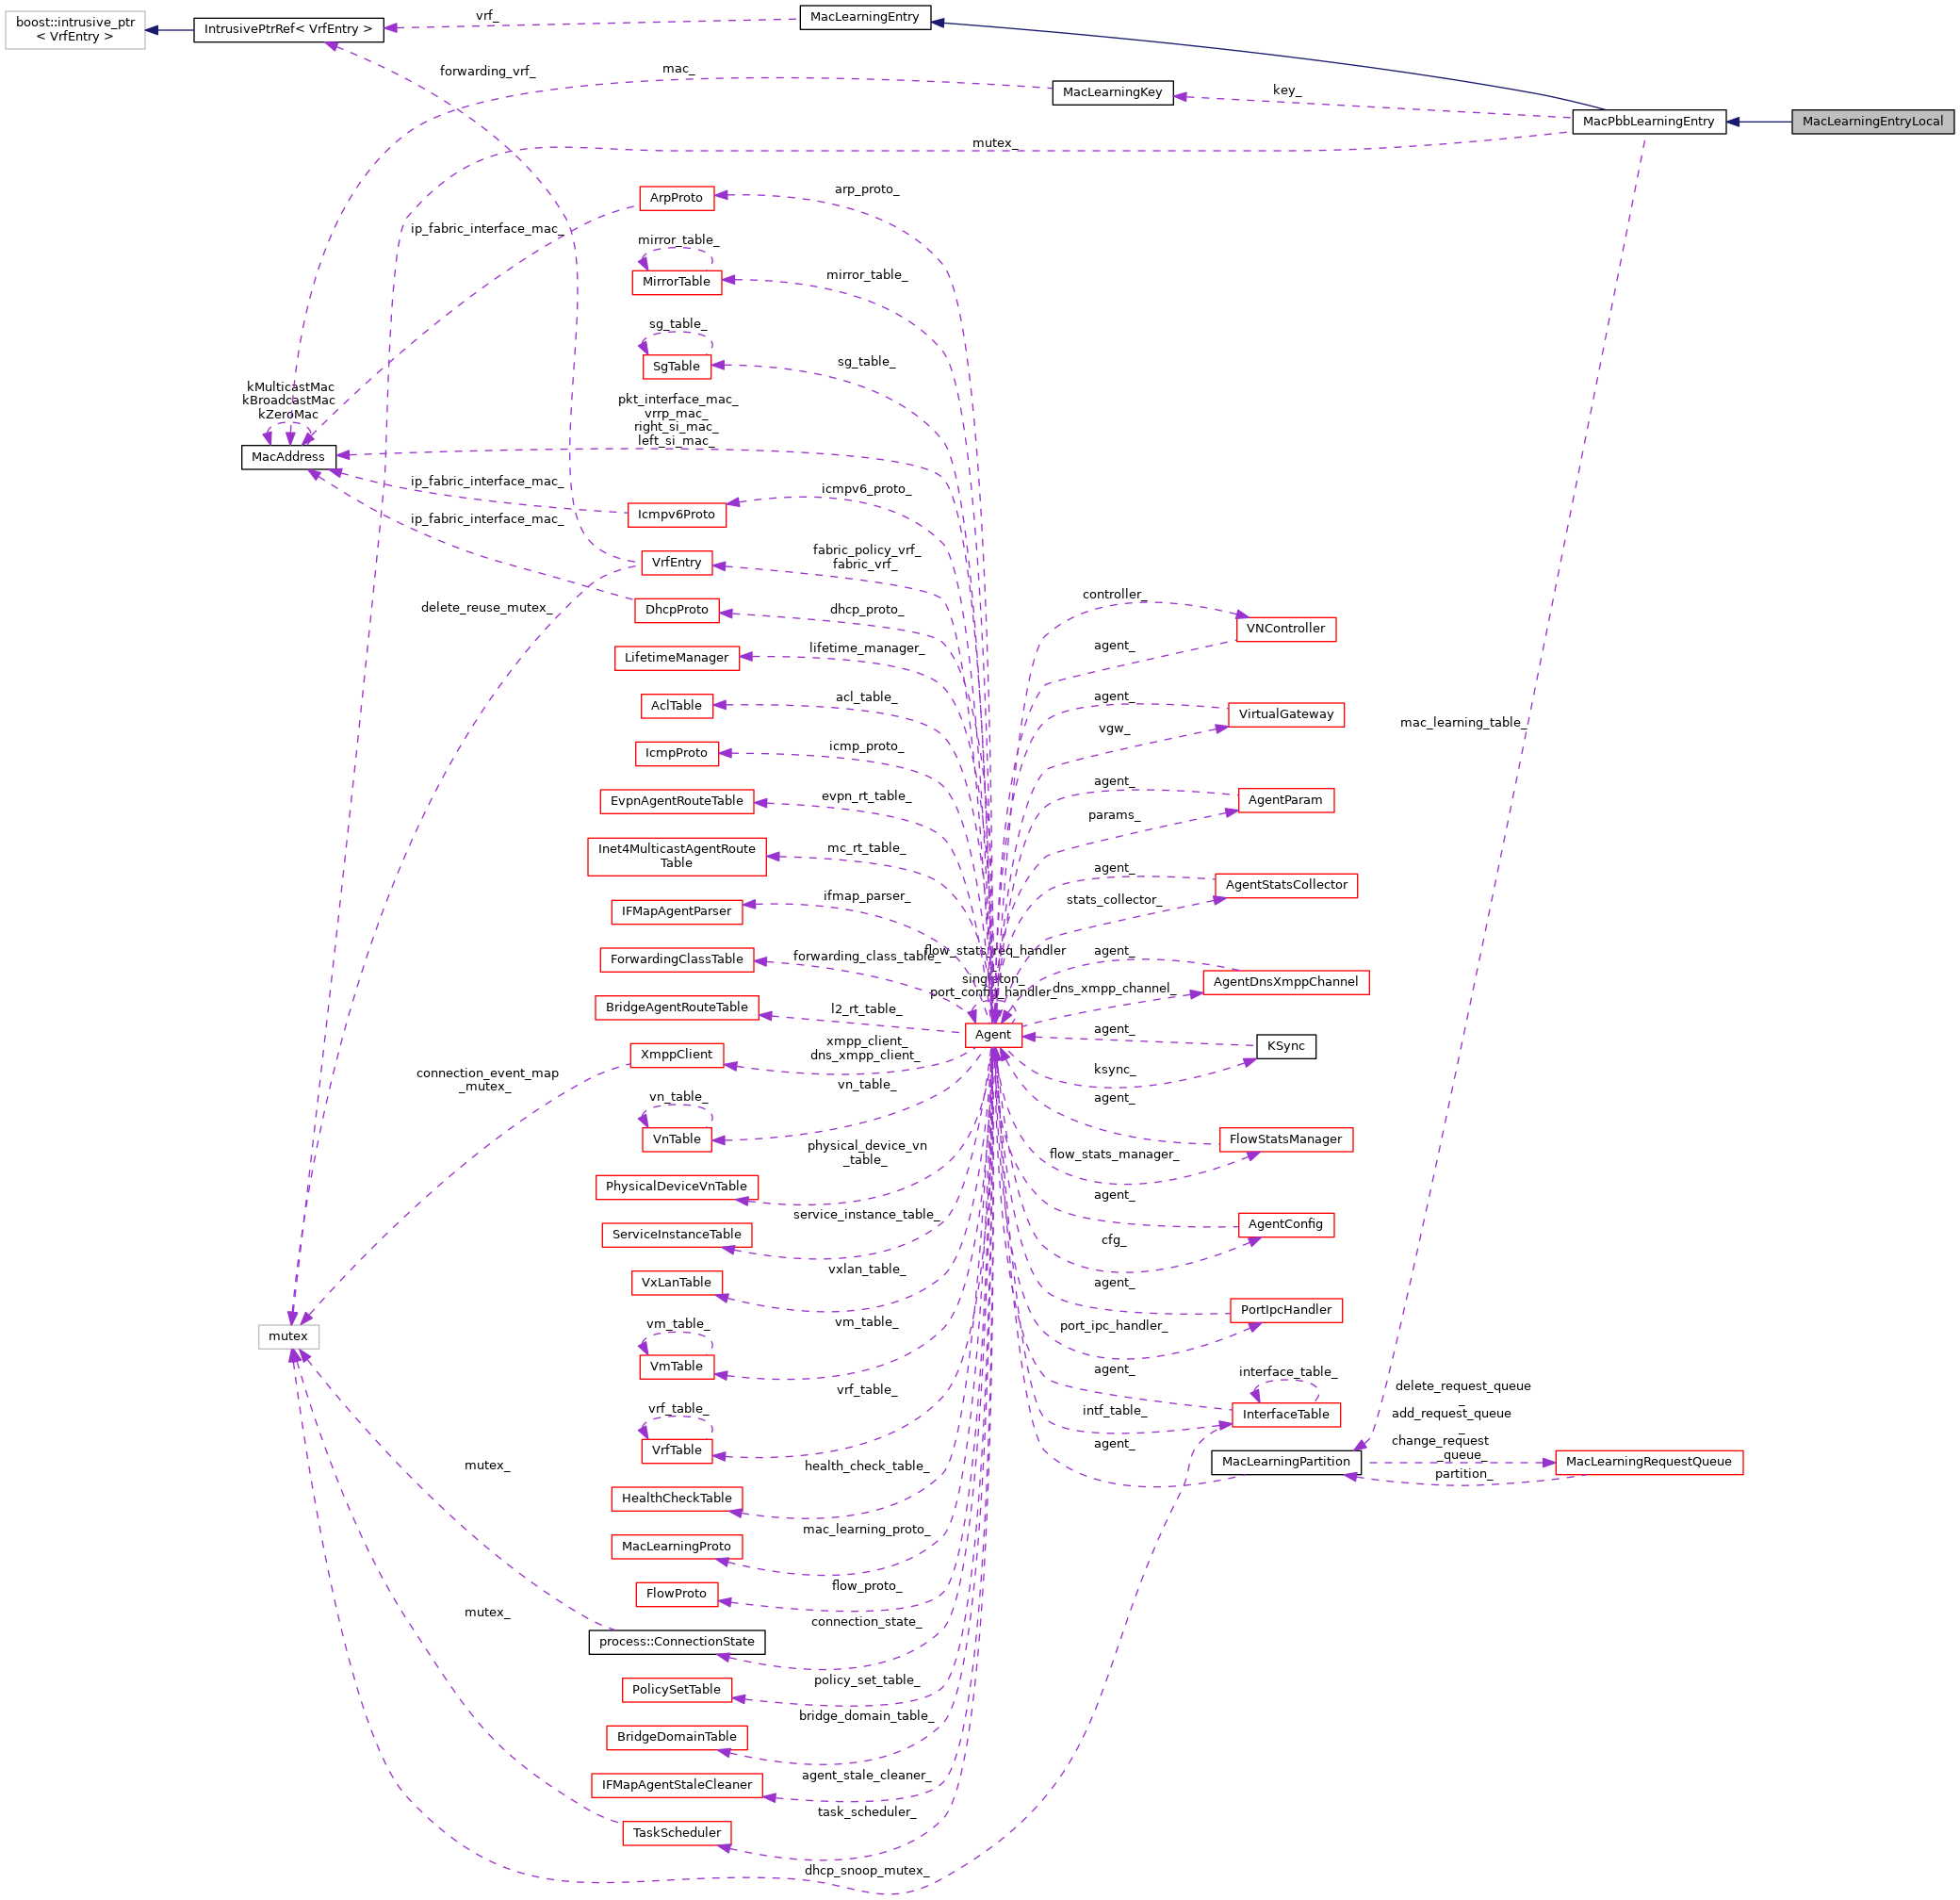 boost::intrusive_ptr
< VrfEntry >
IntrusivePtrRef< VrfEntry >
vrf_
MacLearningEntry
forwarding_vrf_
mac_
MacLearningKey
key_
MacPbbLearningEntry
MacLearningEntryLocal
mutex_
ArpProto
arp_proto_
ip_fabric_interface_mac_
mirror_table_
MirrorTable
mirror_table_
sg_table_
SgTable
sg_table_
kMulticastMac
kBroadcastMac
kZeroMac
MacAddress
pkt_interface_mac_
vrrp_mac_
right_si_mac_
left_si_mac_
ip_fabric_interface_mac_
Icmpv6Proto
icmpv6_proto_
ip_fabric_interface_mac_
VrfEntry
fabric_policy_vrf_
fabric_vrf_
delete_reuse_mutex_
DhcpProto
dhcp_proto_
controller_
VNController
agent_
LifetimeManager
lifetime_manager_
AclTable
acl_table_
agent_
VirtualGateway
vgw_
mac_learning_table_
IcmpProto
icmp_proto_
EvpnAgentRouteTable
evpn_rt_table_
agent_
AgentParam
params_
Inet4MulticastAgentRoute
Table
mc_rt_table_
agent_
AgentStatsCollector
stats_collector_
IFMapAgentParser
ifmap_parser_
ForwardingClassTable
forwarding_class_table_
flow_stats_req_handler
_
singleton_
port_config_handler_
agent_
AgentDnsXmppChannel
dns_xmpp_channel_
BridgeAgentRouteTable
l2_rt_table_
Agent
agent_
KSync
ksync_
XmppClient
xmpp_client_
dns_xmpp_client_
connection_event_map
_mutex_
vn_table_
VnTable
vn_table_
agent_
FlowStatsManager
flow_stats_manager_
PhysicalDeviceVnTable
physical_device_vn
_table_
ServiceInstanceTable
service_instance_table_
agent_
AgentConfig
cfg_
VxLanTable
vxlan_table_
agent_
PortIpcHandler
port_ipc_handler_
mutex
vm_table_
VmTable
vm_table_
agent_
interface_table_
InterfaceTable
intf_table_
vrf_table_
VrfTable
vrf_table_
agent_
MacLearningPartition
delete_request_queue
_
add_request_queue
_
change_request
_queue_
partition_
MacLearningRequestQueue
mutex_
HealthCheckTable
health_check_table_
MacLearningProto
mac_learning_proto_
FlowProto
flow_proto_
mutex_
process::ConnectionState
connection_state_
PolicySetTable
policy_set_table_
BridgeDomainTable
bridge_domain_table_
IFMapAgentStaleCleaner
agent_stale_cleaner_
TaskScheduler
task_scheduler_
dhcp_snoop_mutex_